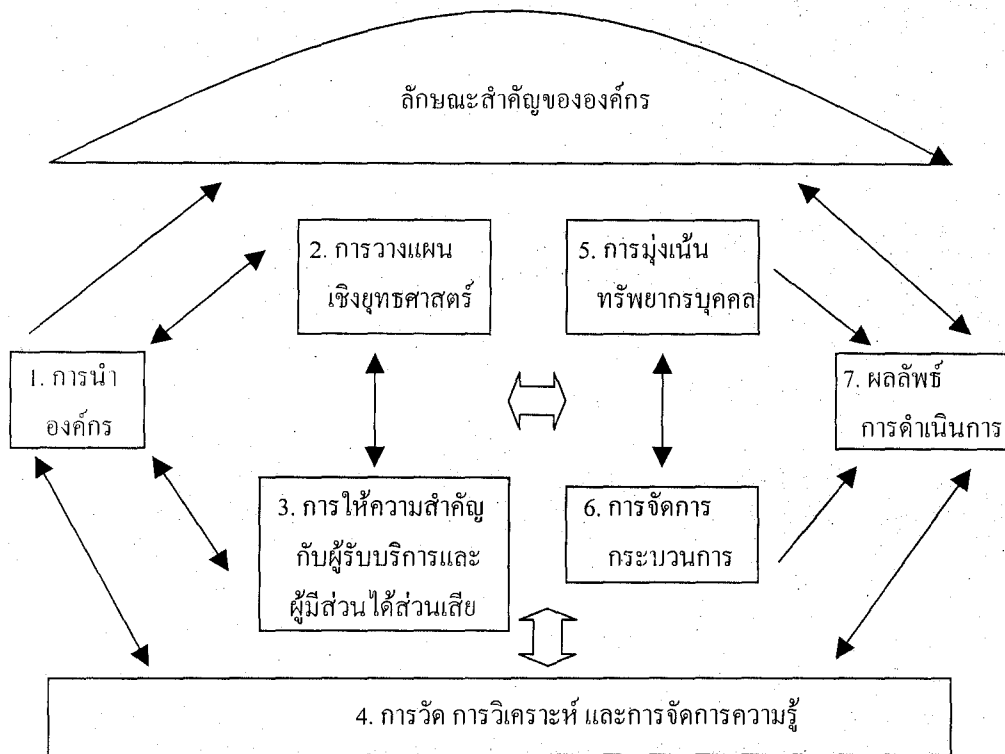 ลักษณะสำคัญขององค์กร
2. การวางแผน
เชิงยุทธศาสตร์
5. การมุ่งเน้น
ทรัพยากรบุคคล
1. การนำ
องค์กร
7. ผลลัพธ์
การดำเนินการ
3. การให้ความสำคัญ
กับผู้รับบริการและ
ผู้มีส่วนได้ส่วนเสีย
6. การจัดการ
กระบวนการ
4. การวัด การวิเคราะห์ และการจัดการความรู้